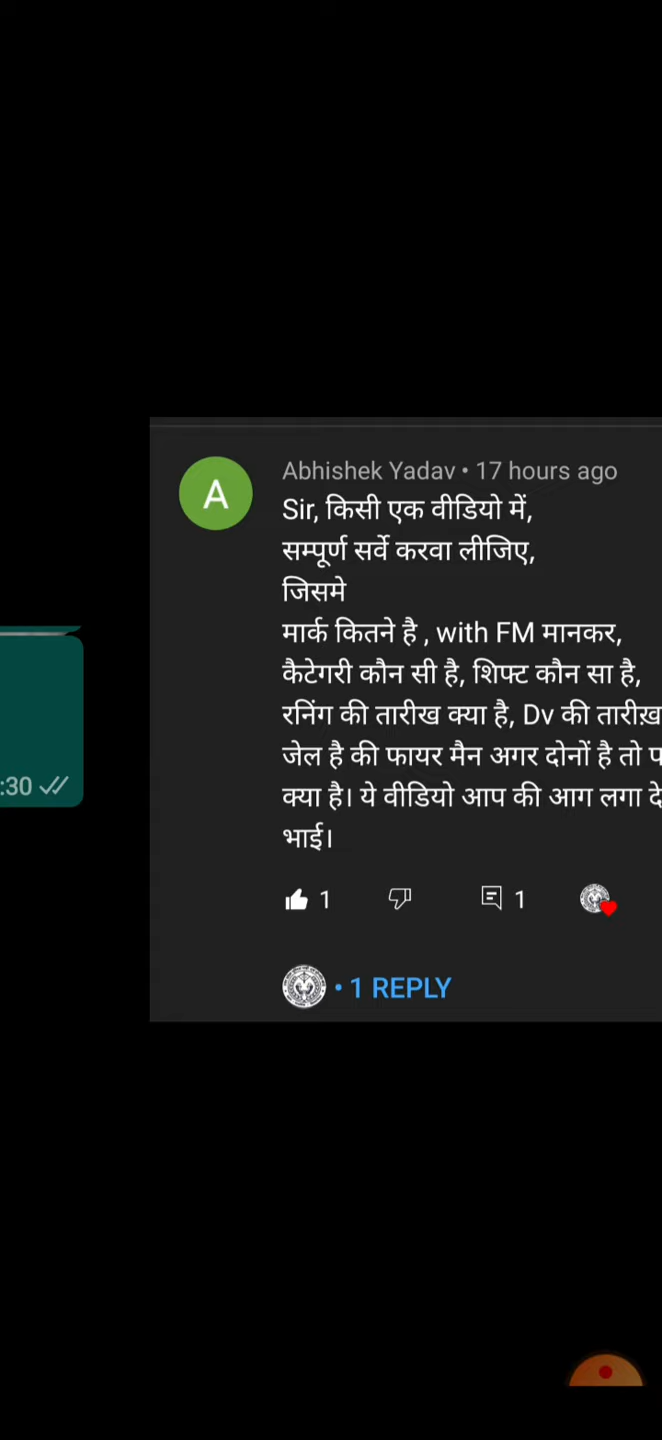 Abhishek Yadav • 17 hours ago
A
Sir, किसी एक वीडियो में,
सम्पूर्ण सर्वे करवा लीजिए,
जिसमे
मार्क कितने है , with FM मानकर,
कैटेगरी कौन सी है, शिफ्ट कौन सा है,
रनिंग की तारीख क्या है, Dv की तारीख़
जेल है की फायर मैन अगर दोनों है तो
क्या है। ये वीडियो आप की आग लगा दे
:30
भाई।
1
1
• 1 REPLY